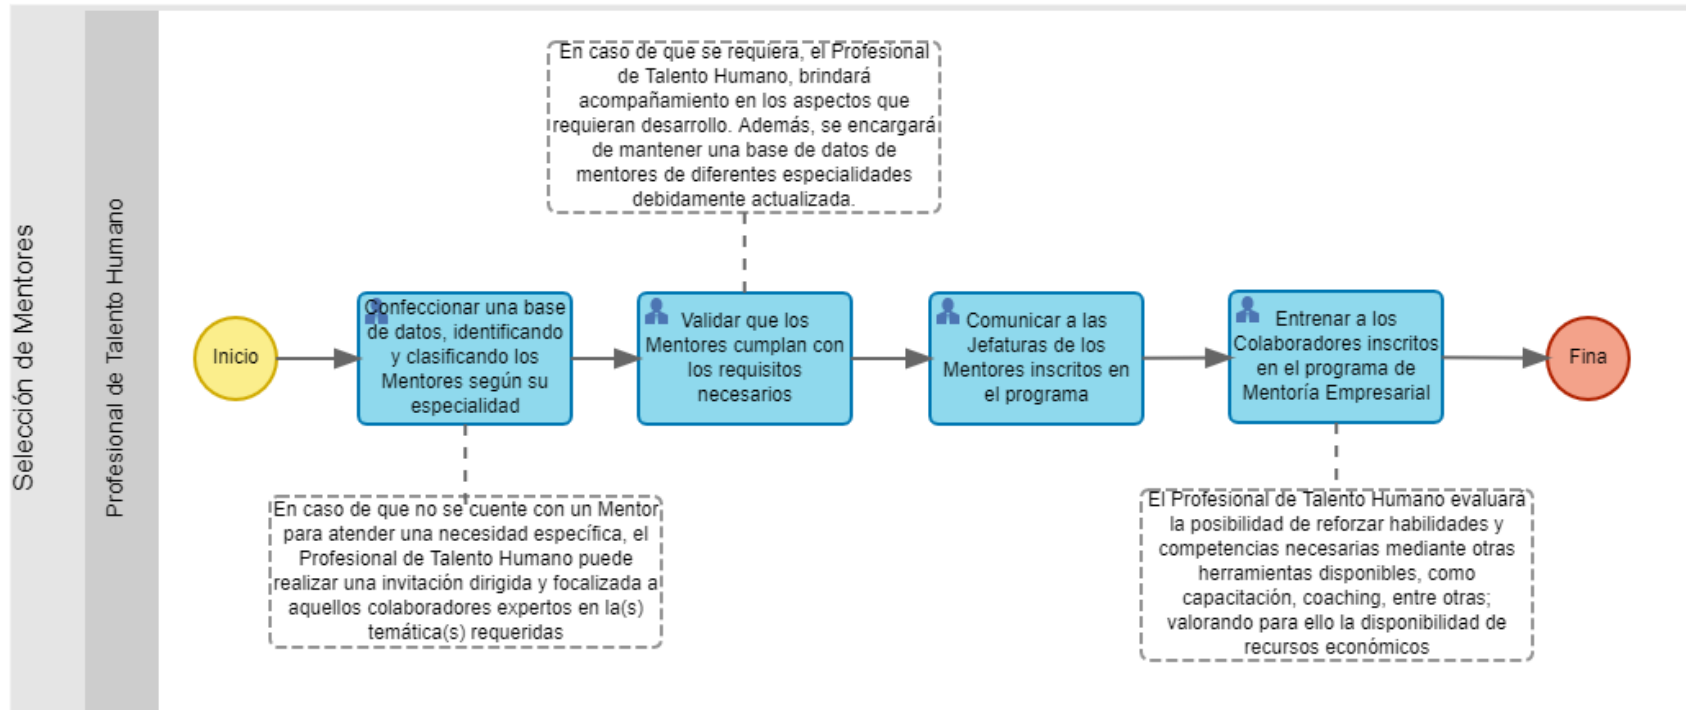 Selección de Mentores
Profesional de Talento Humano
En caso de que se requiera, el Profesional
de Talento Humano, brindará
acompañamiento en los aspectos que
requieran desarrollo. Además, se encargará
de mantener una base de datos de
mentores de diferentes especialidades
debidamente actualizada.
Inicio
Confeccionar una base
de datos, identificando
y clasificando los
Mentores según su
especialidad
Validar que los
Mentores cumplan con
los requisitos
necesarios
Comunicar a las
Jefaturas de los
Mentores inscritos en
el programa
Entrenar a los
Colaboradores inscritos
en el programa de
Mentoría Empresarial
Fina
En caso de que no se cuente con un Mentor
para atender una necesidad específica, el
Profesional de Talento Humano puede
realizar una invitación dirigida y focalizada a
aquellos colaboradores expertos en la(s)
temática(s) requeridas
El Profesional de Talento Humano evaluará
la posibilidad de reforzar habilidades y
competencias necesarias mediante otras
herramientas disponibles, como
capacitación, coaching, entre otras;
valorando para ello la disponibilidad de
recursos económicos